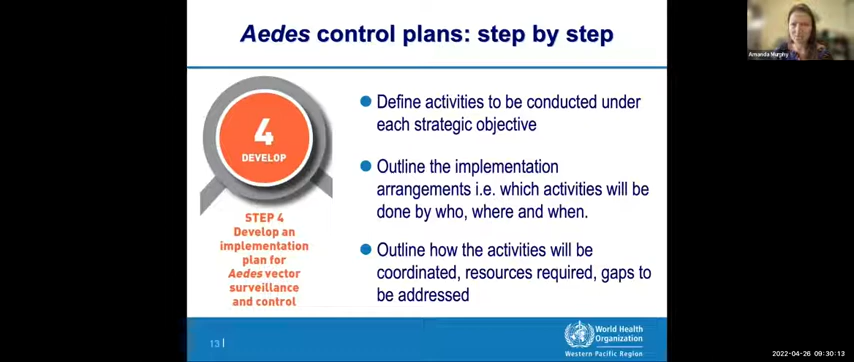 Aedes control plans: step by step
4
DEVELOP
STEP 4
Develop an
implementation
plan for
Aedes vector
surveillance
and control
Define activities to be conducted under
each strategic objective
Outline the implementation
arrangements i.e. which activities will be
done by who, where and when.
Outline how the activities will be
coordinated, resources required, gaps to
be addressed
13
World Health
Organization
Western Pacific Region
Amanda Murphy
2022-04-26 09:30:13